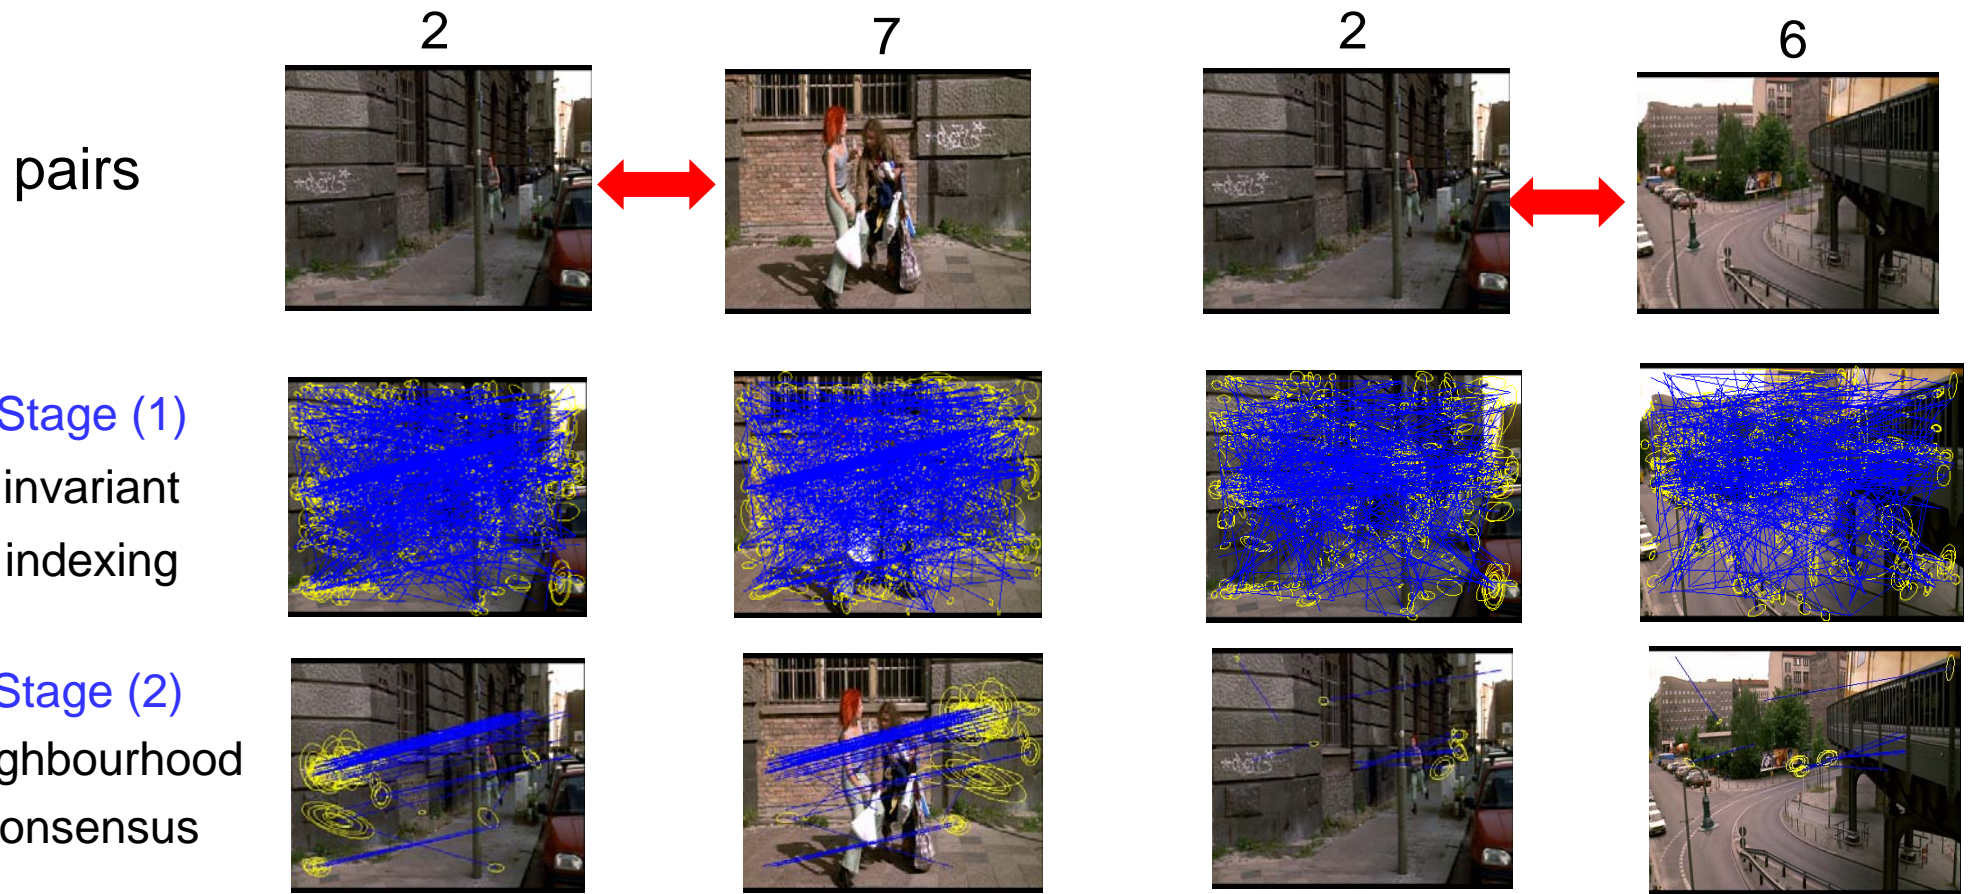 2 7 2 6
pairs
Stage (1)
invariant
indexing
Stage (2)
ghbourhood
onsensus